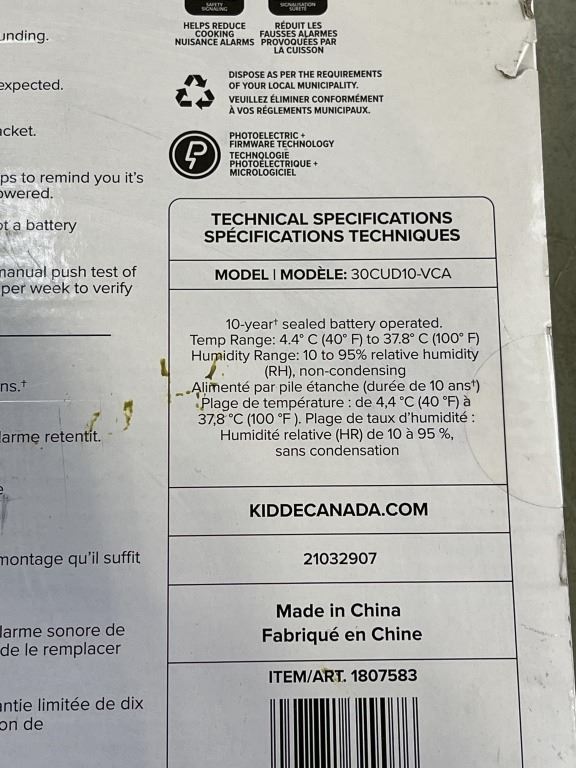 SAFETY SIGNALING
SIGNALISATION SÛRETÉ
HELPS REDUCE
COOKING
NUISANCE ALARMS
RÉDUIT LES
FAUSSES ALARMES
PROVOQUÉES PAR
LA CUISSON
DISPOSE AS PER THE REQUIREMENTS
OF YOUR LOCAL MUNICIPALITY.
VEUILLEZ ÉLIMINER CONFORMÉMENT
À VOS RÉGLEMENTS MUNICIPAUX.
PHOTOELECTRIC +
FIRMWARE TECHNOLOGY
TECHNOLOGIE
PHOTOÉLECTRIQUE +
MICROLOGICIEL
unding.
expected.
acket.
ps to remind you it's
owered.
ot a battery
manual push test of
per week to verify
ns.†
larme retentit.
e
montage qu'il suffit
larme sonore de
de le remplacer
antie limitée de dix
on de
TECHNICAL SPECIFICATIONS
SPÉCIFICATIONS TECHNIQUES
MODEL | MODÈLE: 30CUD10-VCA
10-year† sealed battery operated.
Temp Range: 4.4° C (40° F) to 37.8° C (100° F)
Humidity Range: 10 to 95% relative humidity
(RH), non-condensing
Alimenté par pile étanche (durée de 10 ans†)
Plage de température : de 4,4 °C (40 °F) à
37,8 °C (100 °F ). Plage de taux d'humidité :
Humidité relative (HR) de 10 à 95 %,
sans condensation
KIDDECANADA.COM
21032907
Made in China
Fabriqué en Chine
ITEM/ART. 1807583